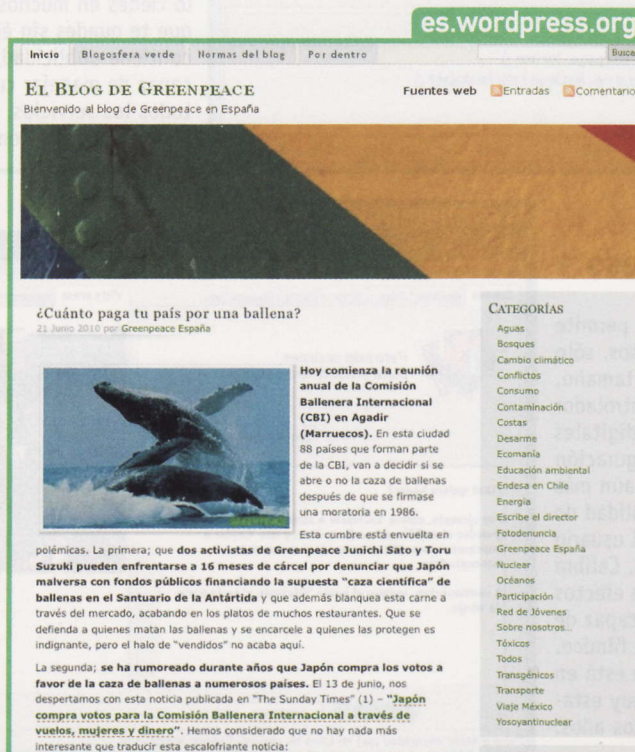 es.wordpress.org
Inicio Blogosfera verde Normas del blog Por dentro Busca
EL BLOG DE GREENPEACE
Bienvenido al blog de Greenpeace en España
Fuentes web Entradas Comentario
¿Cuánto paga tu país por una ballena?
21 Junio 2010 por Greenpeace España
Hoy comienza la reunión
anual de la Comisión
Ballenera Internacional
(CBI) en Agadir
(Marruecos). En esta ciudad
88 países que forman parte
de la CBI, van a decidir si se
abre o no la caza de ballenas
después de que se firmase
una moratoria en 1986.
Esta cumbre está envuelta en
polémicas. La primera; que dos activistas de Greenpeace Junichi Sato y Toru
Suzuki pueden enfrentarse a 16 meses de cárcel por denunciar que Japón
malversa con fondos públicos financiando la supuesta "caza científica" de
ballenas en el Santuario de la Antártida y que además blanquea esta carne a
través del mercado, acabando en los platos de muchos restaurantes. Que se
defienda a quienes matan las ballenas y se encarcele a quienes las protegen es
indignante, pero el halo de "vendidos" no acaba aquí.
La segunda; se ha rumoreado durante años que Japón compra los votos a
favor de la caza de ballenas a numerosos países. El 13 de junio, nos
despertamos con esta noticia publicada en "The Sunday Times" (1) – "Japón
compra votos para la Comisión Ballenera Internacional a través de
vuelos, mujeres y dinero". Hemos considerado que no hay nada más
interesante que traducir esta escalofriante noticia:
CATEGORÍAS
Aguas
Bosques
Cambio climático
Conflictos
Consumo
Contaminación
Costas
Desarme
Ecomanía
Educación ambiental
Endesa en Chile
Energía
Escribe el director
Fotodenuncia
Greenpeace España
Nuclear
Océanos
Participación
Red de Jóvenes
Sobre nosotros
Tóxicos
Todos
Transgénicos
Transporte
Viaje México
Yosoyantinuclear
GREENPEACE